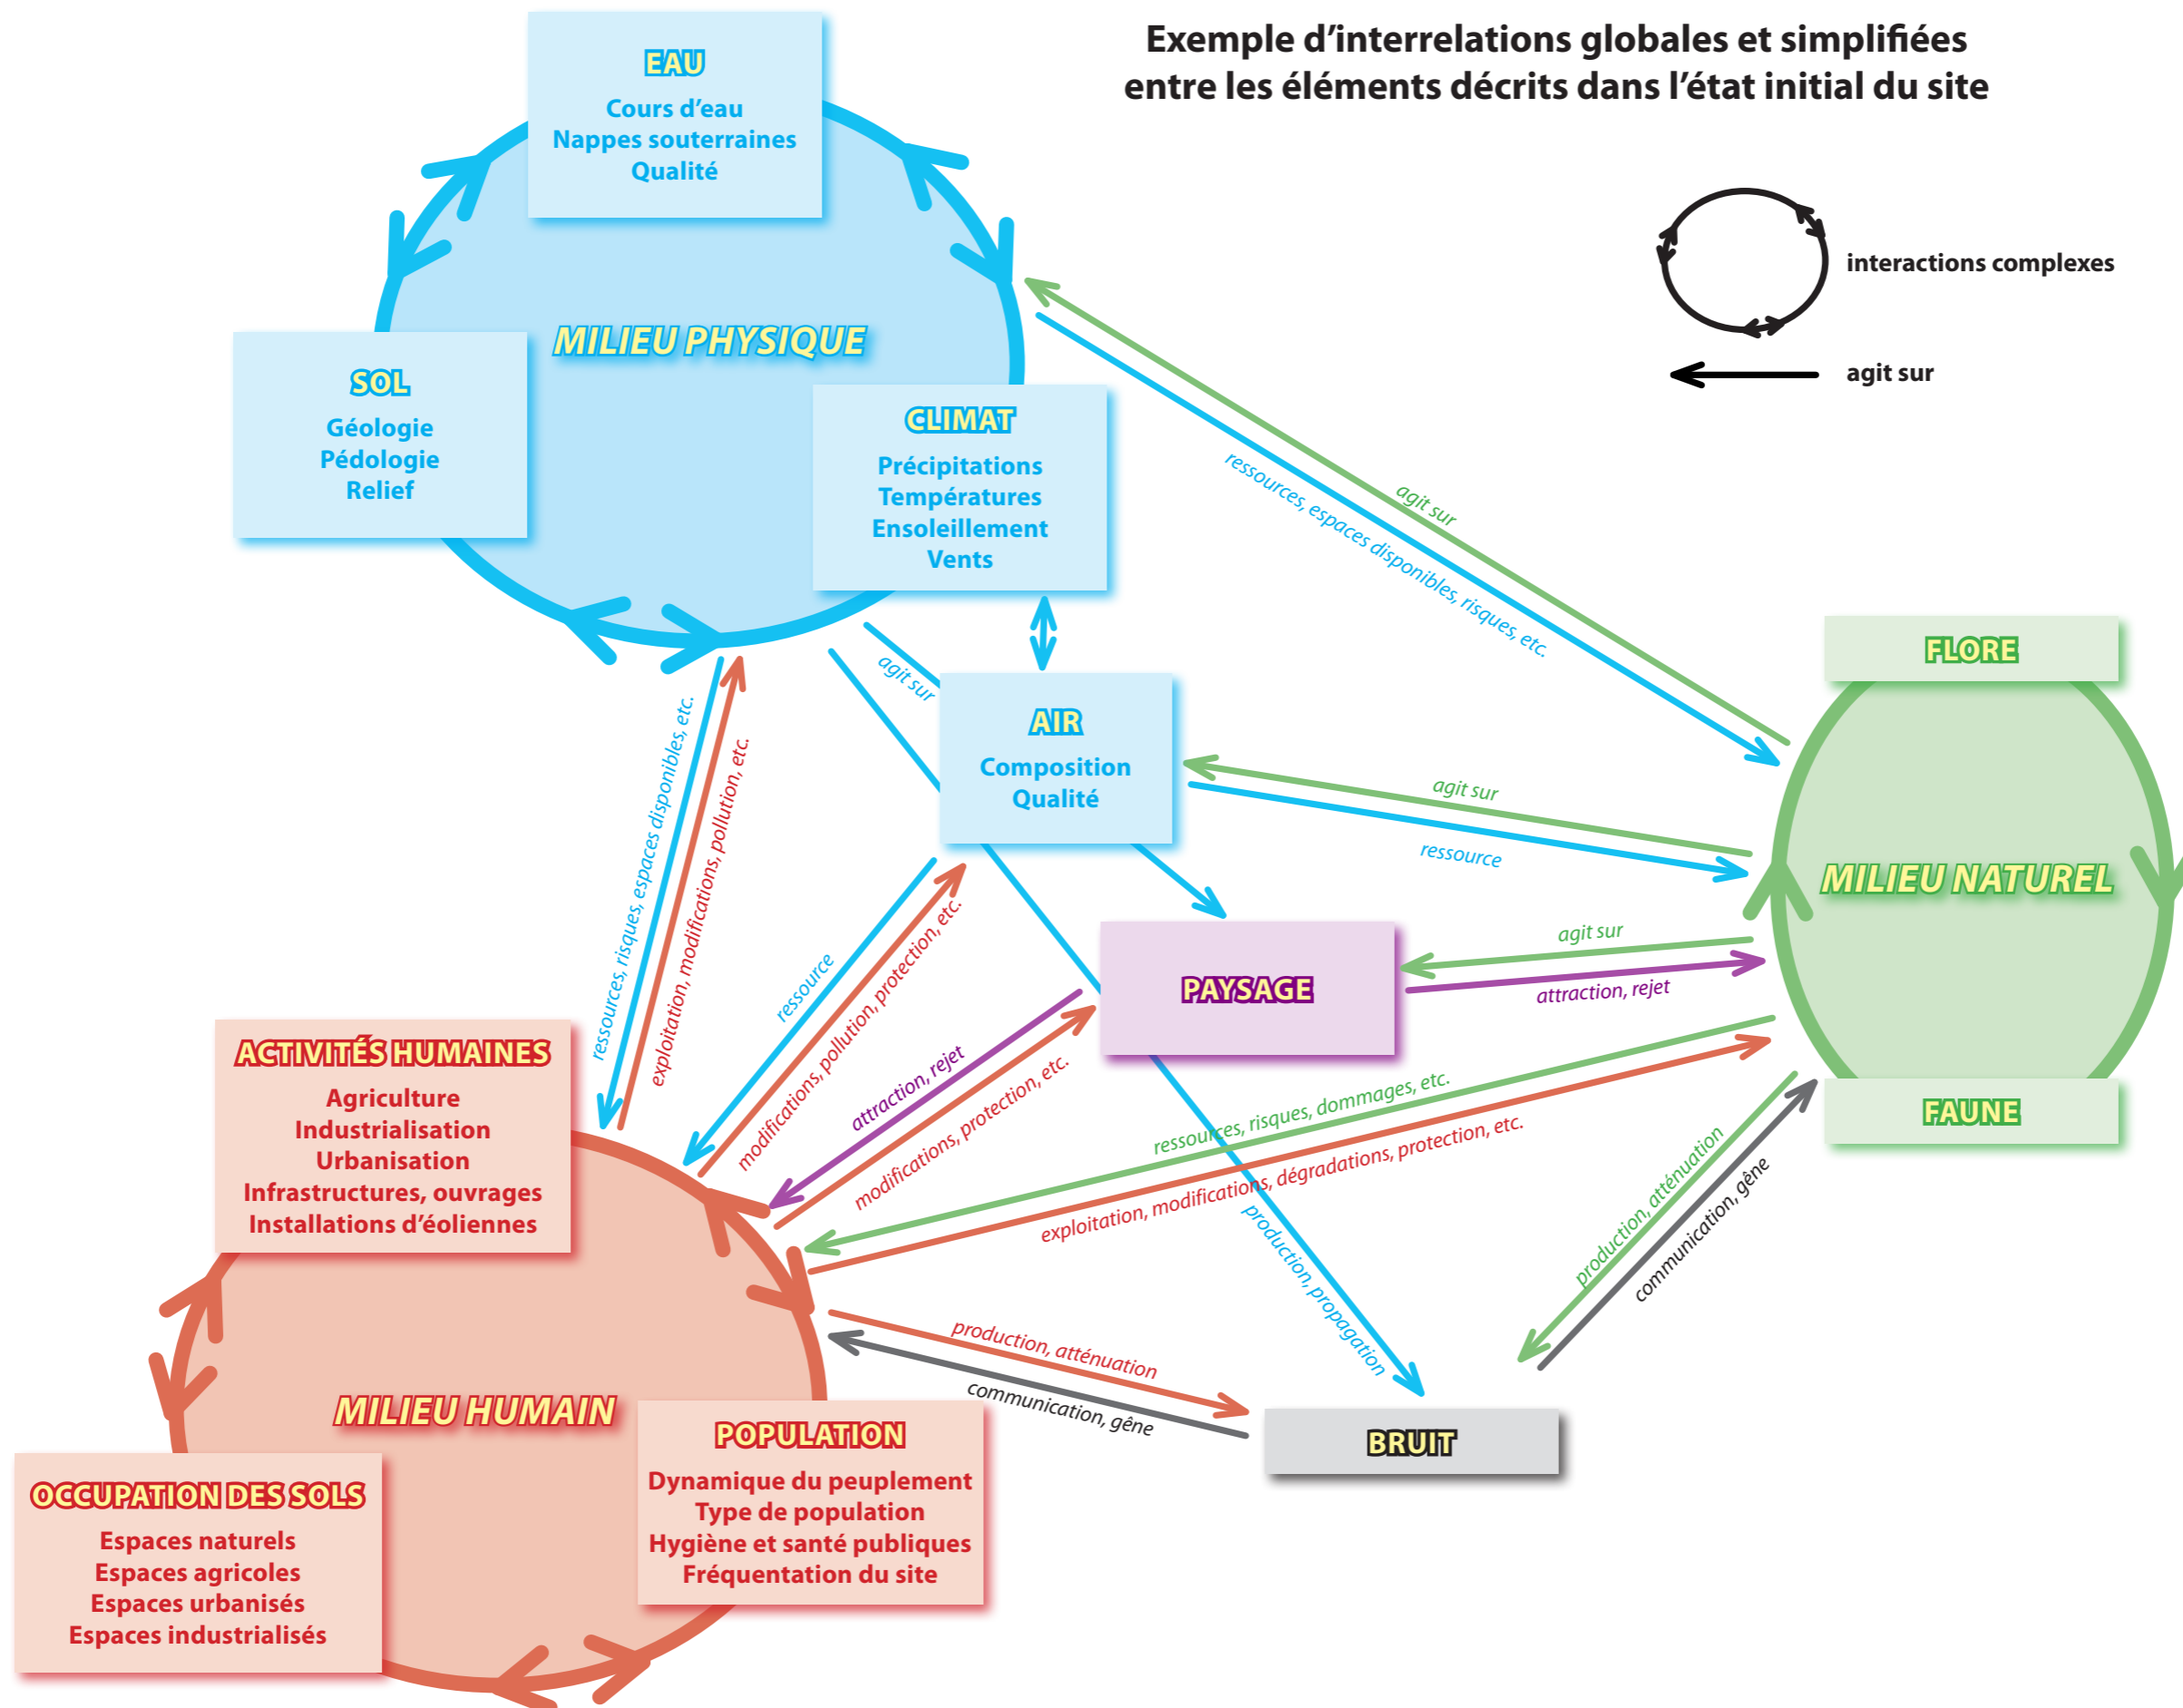 Exemple d’interrelations globales et simplifiées
entre les éléments décrits dans l’état initial du site
interactions complexes
agit sur
EAU
Cours d’eau
Nappes souterraines
Qualité
MILIEU PHYSIQUE
SOL
Géologie
Pédologie
Relief
CLIMAT
Précipitations
Températures
Ensoleillement
Vents
agit sur
ressources, espaces disponibles, risques, etc.
FLORE
agit sur
AIR
Composition
Qualité
agit sur
ressource
MILIEU NATUREL
ressources, risques, espaces disponibles, etc.
exploitation, modifications, pollution, etc.
ressource
modifications, pollution, protection, etc.
PAYSAGE
agit sur
attraction, rejet
attraction, rejet
modifications, protection, etc.
ressources, risques, dommages, etc.
exploitation, modifications, dégradations, protection, etc.
FAUNE
production, atténuation
communication, gêne
production, propagation
ACTIVITÉS HUMAINES
Agriculture
Industrialisation
Urbanisation
Infrastructures, ouvrages
Installations d’éoliennes
production, atténuation
communication, gêne
MILIEU HUMAIN
BRUIT
POPULATION
Dynamique du peuplement
Type de population
Hygiène et santé publiques
Fréquentation du site
OCCUPATION DES SOLS
Espaces naturels
Espaces agricoles
Espaces urbanisés
Espaces industrialisés